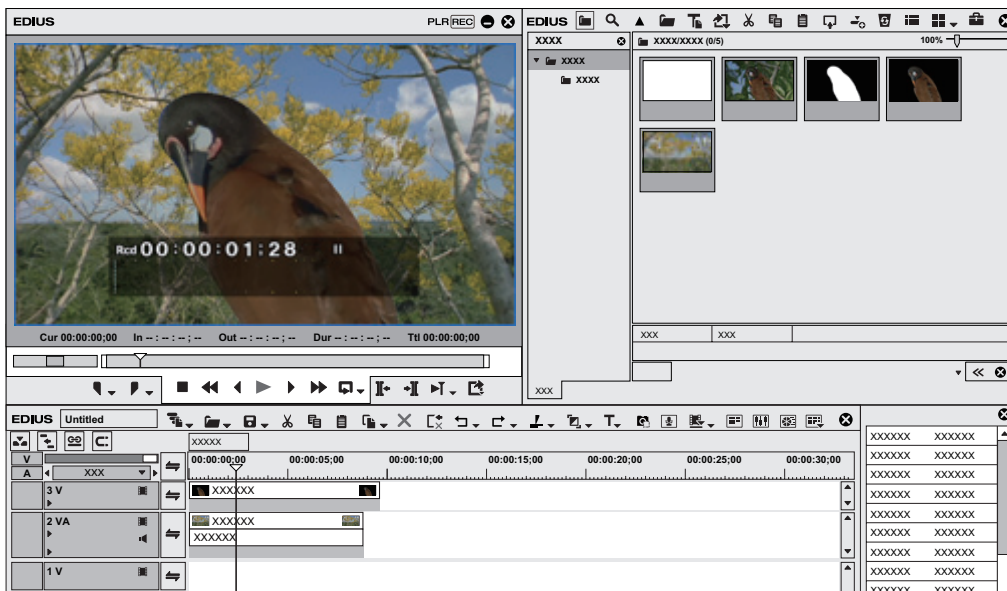 EDIUS PLR REC
Rcd 00:00:01:28 II
Cur 00:00:00;00 In --:--:--;-- Out --:--:--;-- Dur --:--:--;-- Ttl 00:00:00;00
EDIUS
XXXX
XXXX
XXXX
XXXX/XXXX (0/5) 100%
XXX XXX
XXX
EDIUS Untitled
XXXXX
V
A XXX
00:00:00;00 00:00:05;00 00:00:10;00 00:00:15;00 00:00:20;00 00:00:25;00 00:00:30;00
3 V XXXXXX
2 VA XXXXXX
XXXXXX
1 V
XXXXXX XXXXXX
XXXXXX XXXXXX
XXXXXX XXXXXX
XXXXXX XXXXXX
XXXXXX XXXXXX
XXXXXX XXXXXX
XXXXXX XXXXXX
XXXXXX XXXXXX
XXXXXX XXXXXX